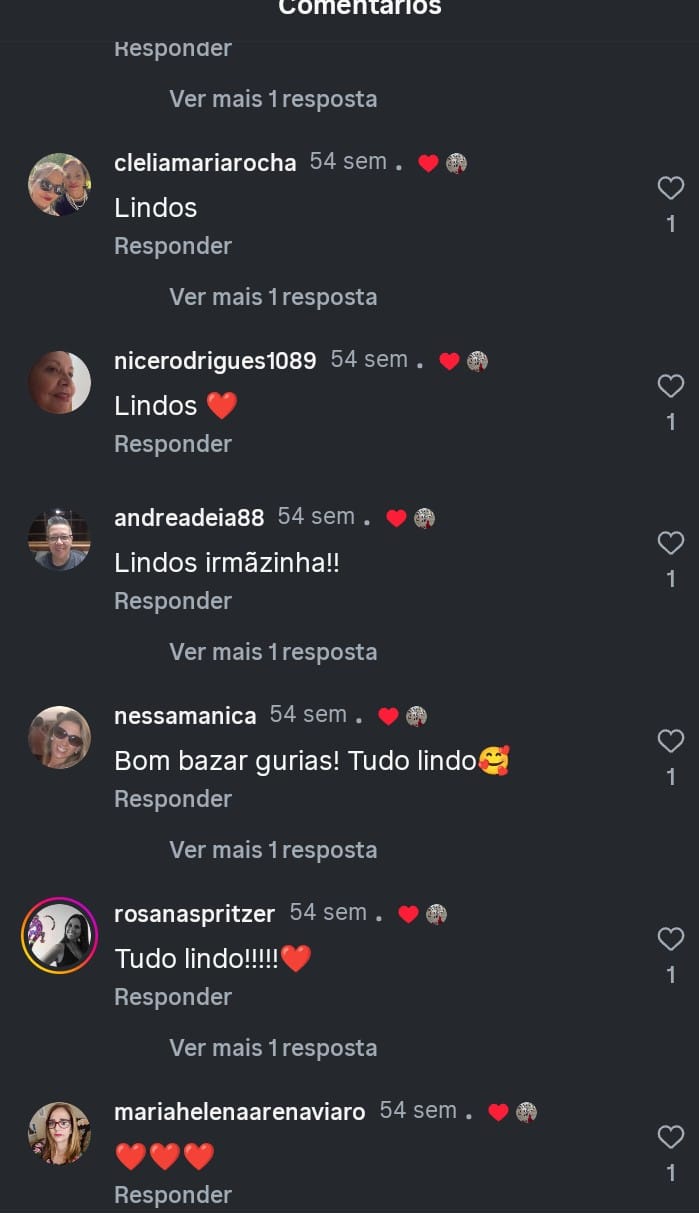 Comentários
Responder
Ver mais 1 resposta
cleliamariarocha 54 sem .
Lindos
1
Responder
Ver mais 1 resposta
nicerodrigues1089 54 sem .
Lindos ❤️
1
Responder
andreadeia88 54 sem .
Lindos irmãzinha!!
1
Responder
Ver mais 1 resposta
nessamanica 54 sem .
Bom bazar gurias! Tudo lindo🥰
1
Responder
Ver mais 1 resposta
rosanaspritzer 54 sem .
Tudo lindo!!!!!❤️
1
Responder
Ver mais 1 resposta
mariahelenaarenaviaro 54 sem .
❤️❤️❤️
1
Responder